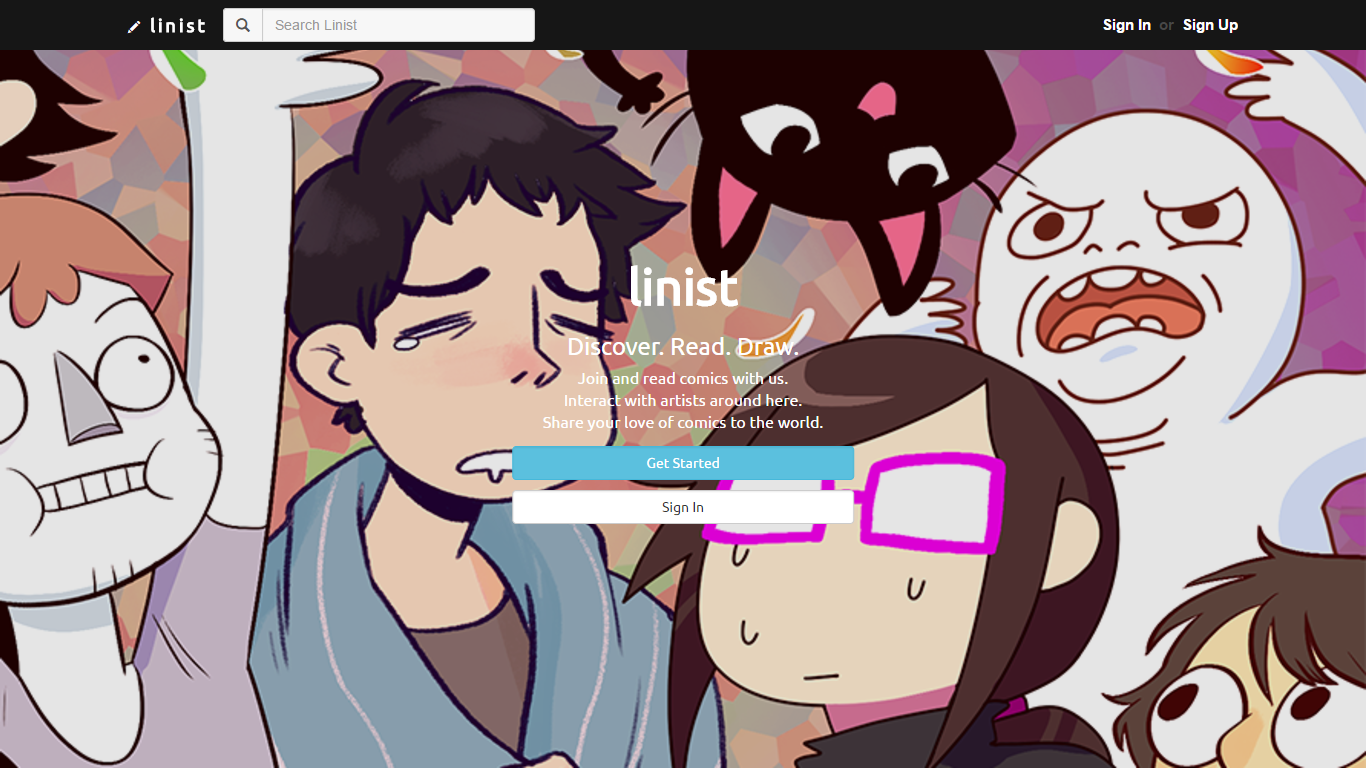 linist
Search Linist
Sign In or Sign Up
linist
Discover. Read. Draw.
Join and read comics with us.
Interact with artists around here.
Share your love of comics to the world.
Get Started
Sign In